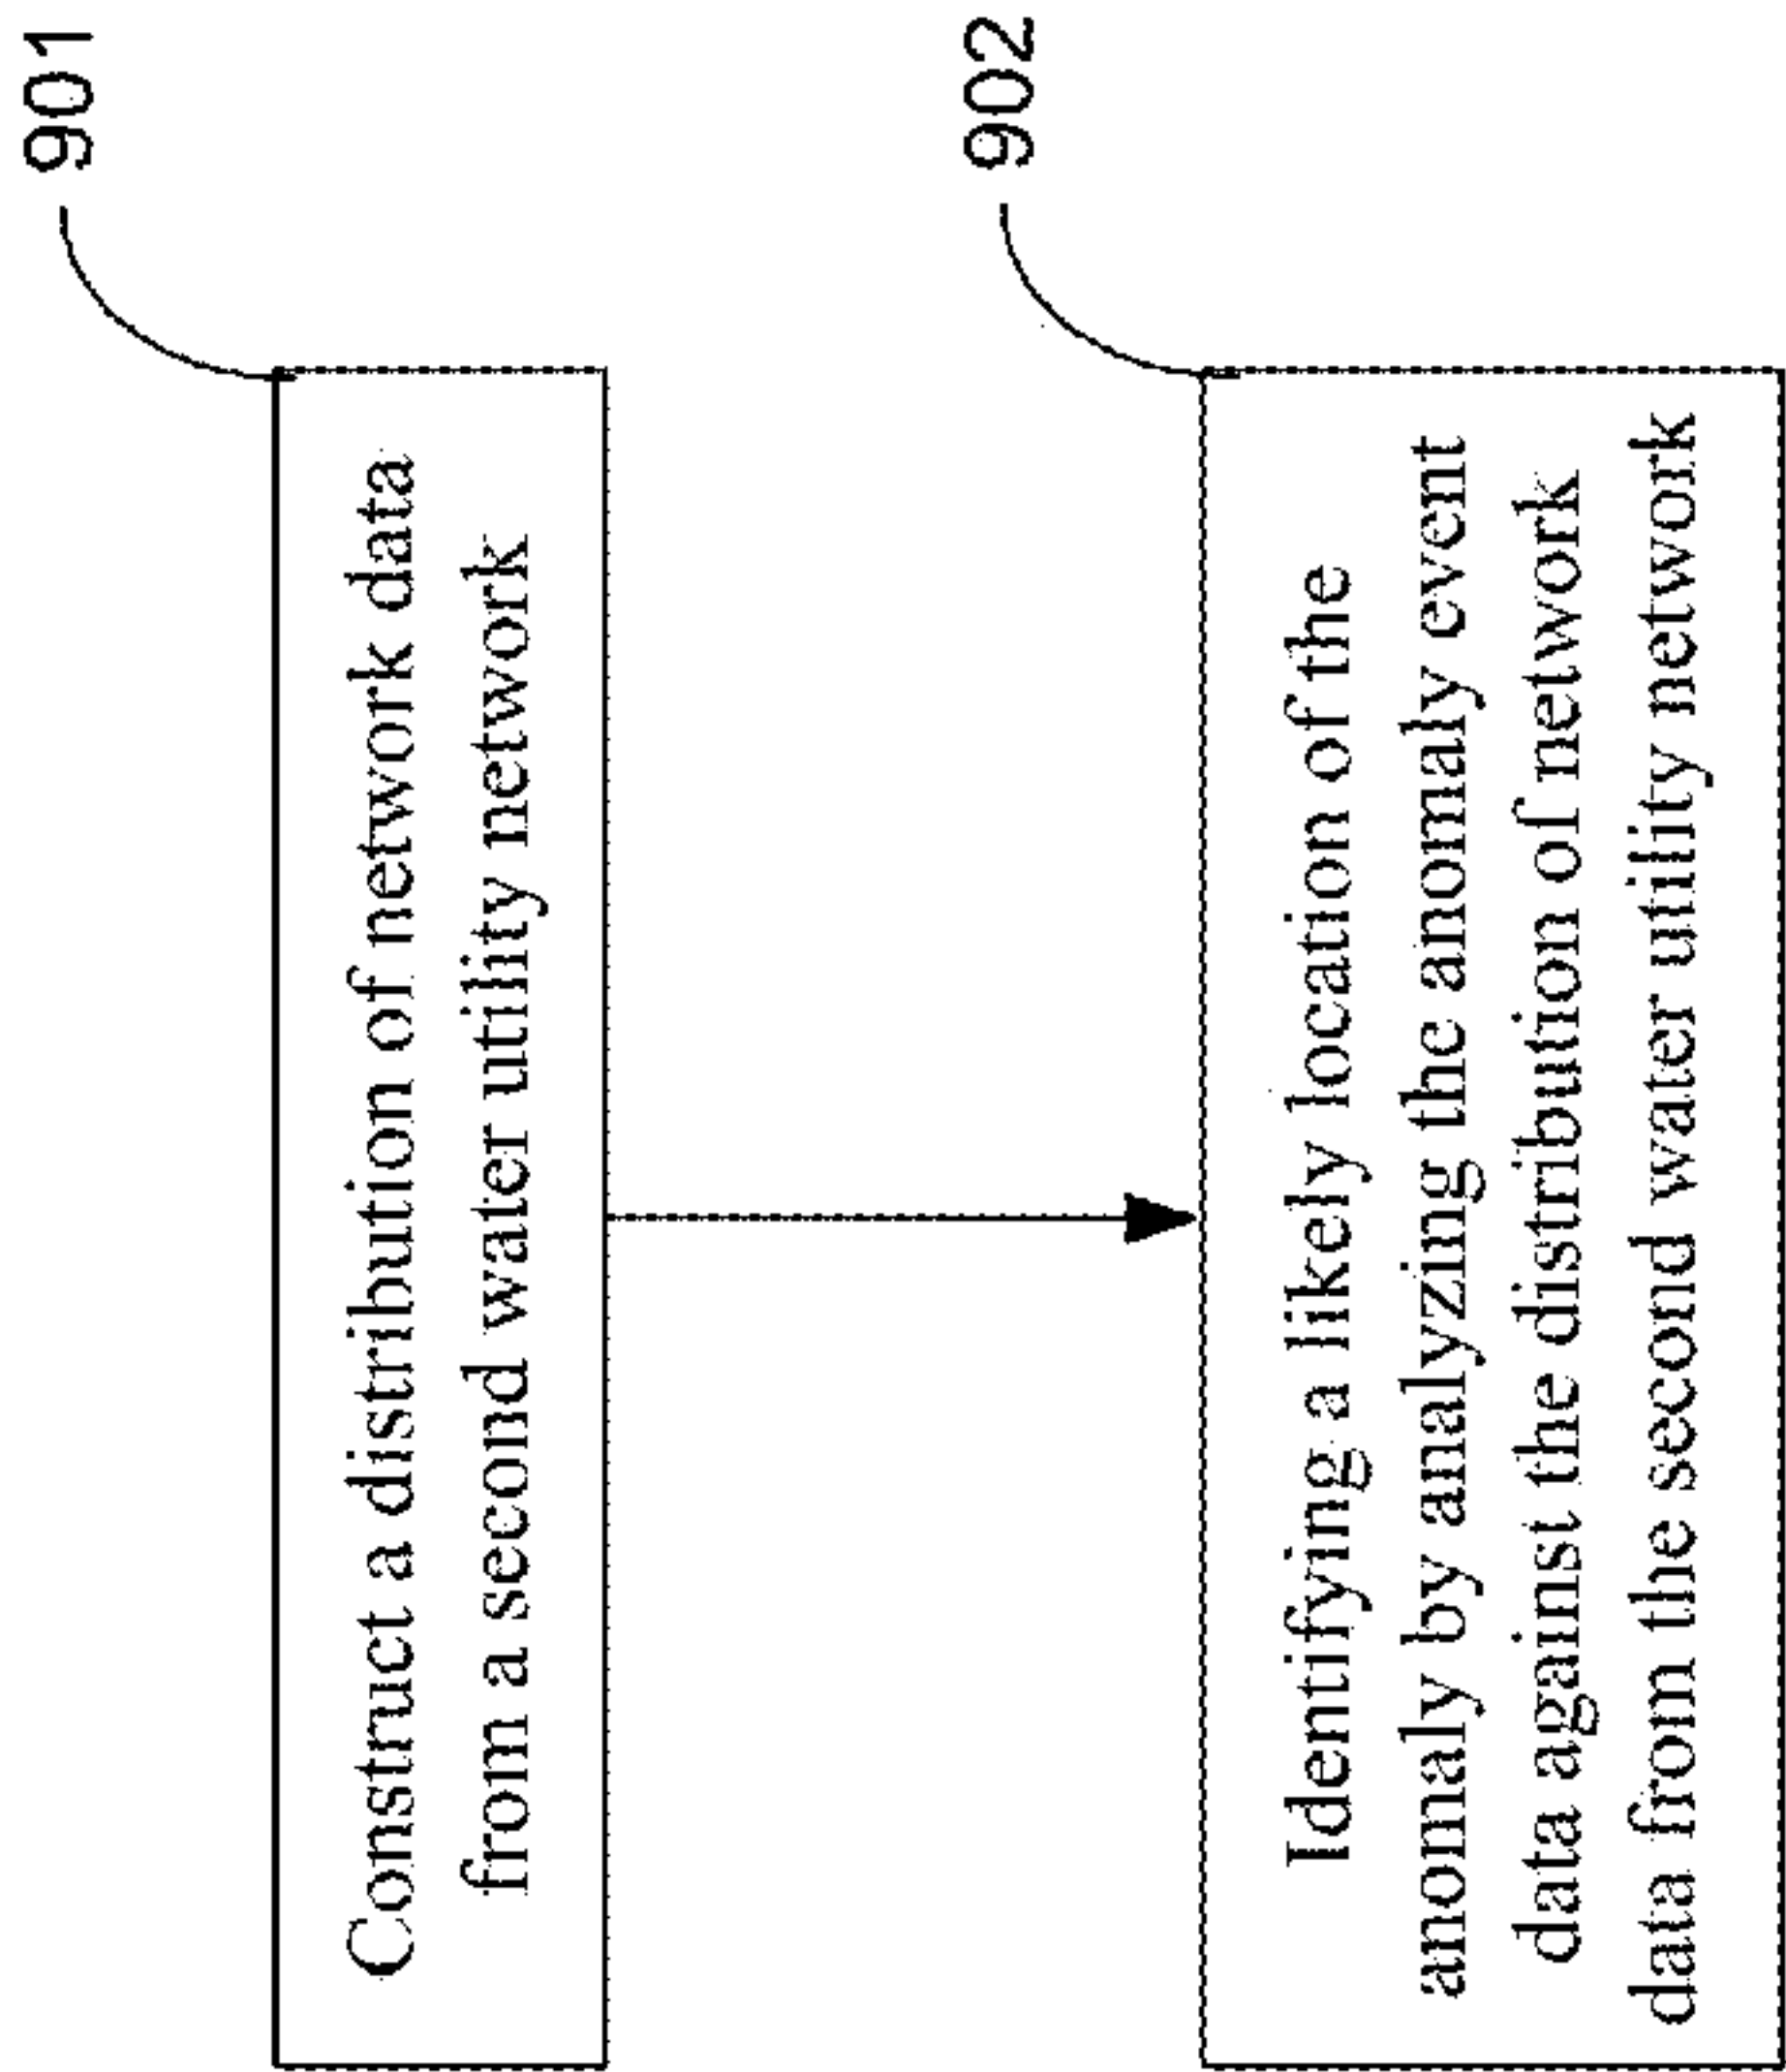 901
Construct a distribution of network data
from a second water utility network
902
Identifying a likely location of the
anomaly by analyzing the anomaly event
data against the distribution of network
data from the second water utility network